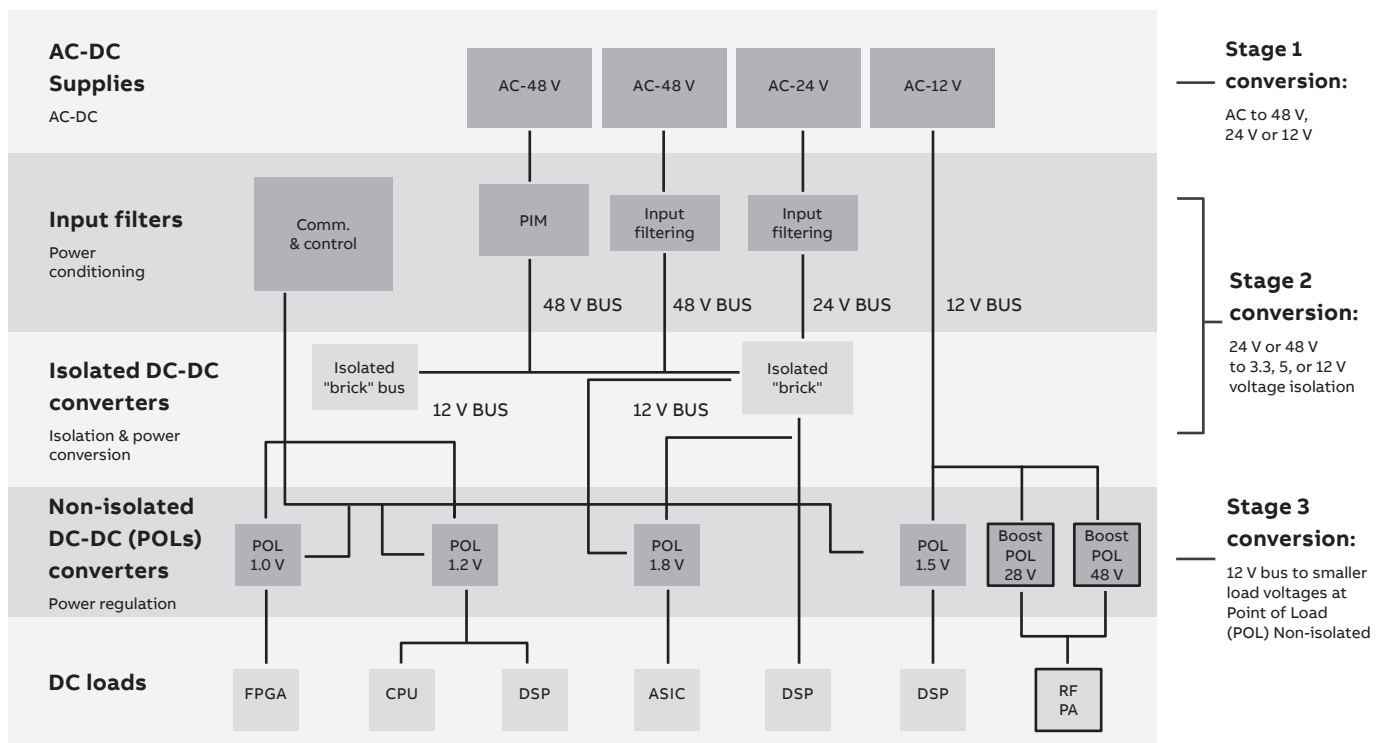 AC-DC
Supplies
AC-DC
AC-48 V
AC-48 V
AC-24 V
AC-12 V
Stage 1
conversion:
AC to 48 V,
24 V or 12 V
Input filters
Power
conditioning
Comm.
& control
PIM
Input
filtering
Input
filtering
48 V BUS
48 V BUS
24 V BUS
12 V BUS
Stage 2
conversion:
24 V or 48 V
to 3.3, 5, or 12 V
voltage isolation
Isolated DC-DC
converters
Isolation & power
conversion
Isolated
"brick" bus
Isolated
"brick"
12 V BUS
12 V BUS
Non-isolated
DC-DC (POLs)
converters
Power regulation
POL
1.0 V
POL
1.2 V
POL
1.8 V
POL
1.5 V
Boost
POL
28 V
Boost
POL
48 V
Stage 3
conversion:
12 V bus to smaller
load voltages at
Point of Load
(POL) Non-isolated
DC loads
FPGA
CPU
DSP
ASIC
DSP
DSP
RF
PA